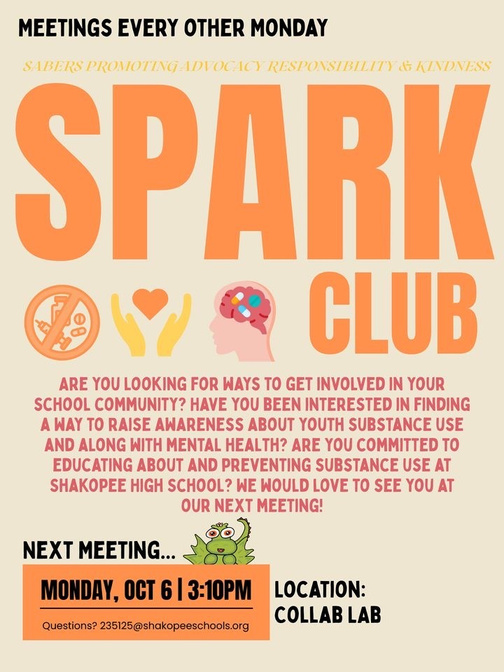 MEETINGS EVERY OTHER MONDAY
SABERS PROMOTING ADVOCACY RESPONSIBILITY & KINDNESS
SPARK
CLUB
ARE YOU LOOKING FOR WAYS TO GET INVOLVED IN YOUR
SCHOOL COMMUNITY? HAVE YOU BEEN INTERESTED IN FINDING
A WAY TO RAISE AWARENESS ABOUT YOUTH SUBSTANCE USE
AND ALONG WITH MENTAL HEALTH? ARE YOU COMMITTED TO
EDUCATING ABOUT AND PREVENTING SUBSTANCE USE AT
SHAKOPEE HIGH SCHOOL? WE WOULD LOVE TO SEE YOU AT
OUR NEXT MEETING!
NEXT MEETING...
MONDAY, OCT 6 | 3:10PM
Questions? 235125@shakopeeschools.org
LOCATION:
COLLAB LAB